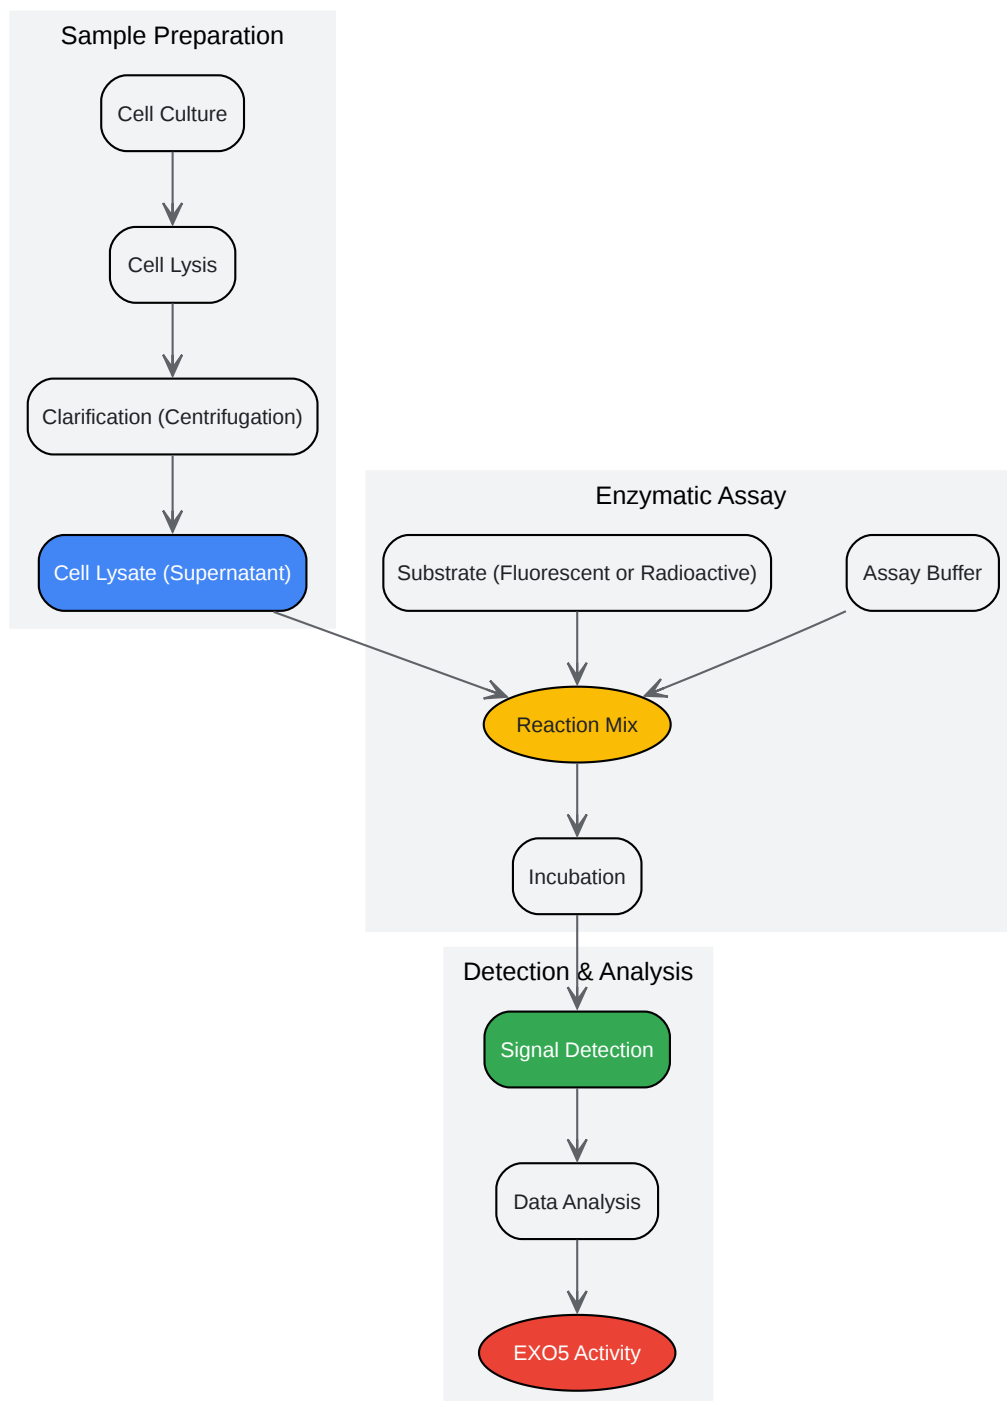 Sample Preparation
Cell Culture
Cell Lysis
Clarification (Centrifugation)
Cell Lysate (Supernatant)
Enzymatic Assay
Substrate (Fluorescent or Radioactive)
Assay Buffer
Reaction Mix
Incubation
Detection & Analysis
Signal Detection
Data Analysis
EXO5 Activity